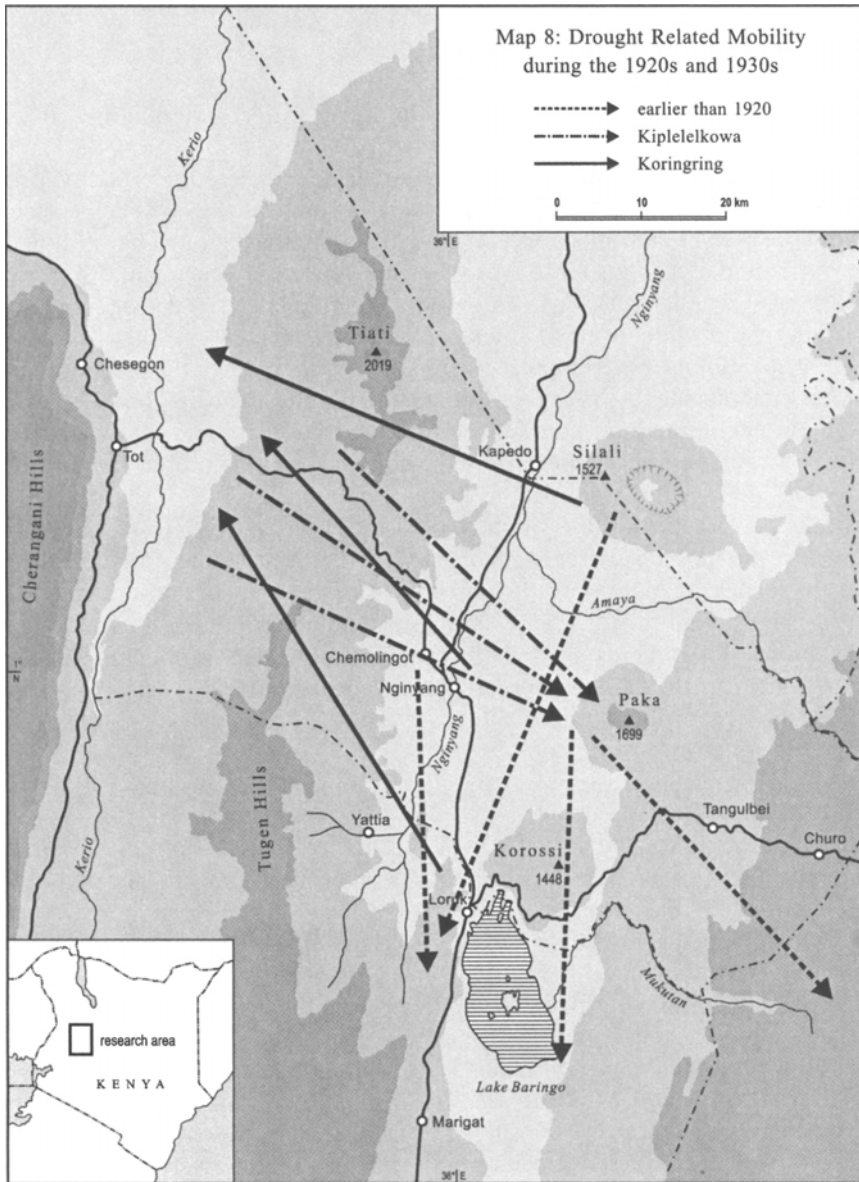 Map 8: Drought Related Mobility
during the 1920s and 1930s
earlier than 1920
Kiplelelkowa
Koringring
0 10 20 km
36° E
Kerio
Nginyang
Tiati
2019
Chesegon
Tot
Kapedo
Silali
1527
Cherangani Hills
Amaya
Chemolingot
Nginyang
Paka
1699
Nginyang
Tugen Hills
Yattia
Tangulbei
Churo
Korossi
1448
Kerio
Loruk
Mukutan
research area
KENYA
Lake Baringo
Marigat
36° E